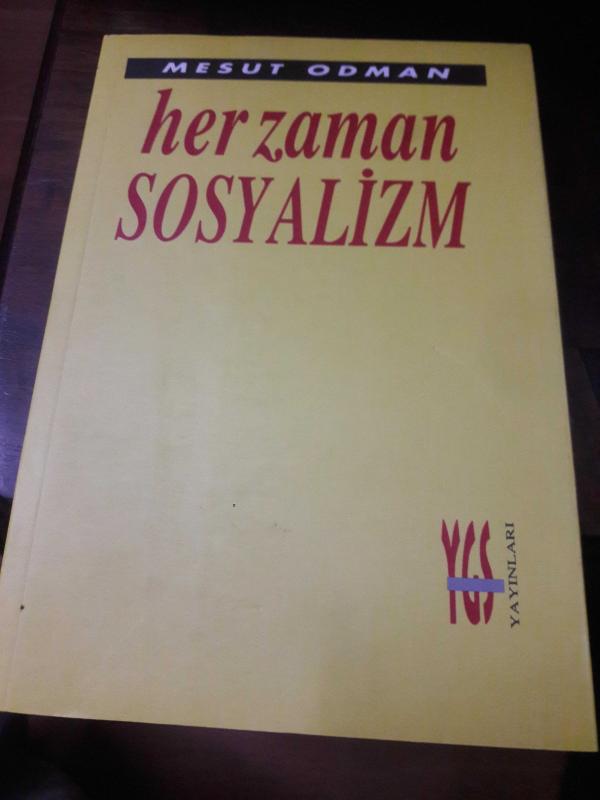 MESUT ODMAN
her zaman
SOSYALİZM
YGS
YAYINLARI